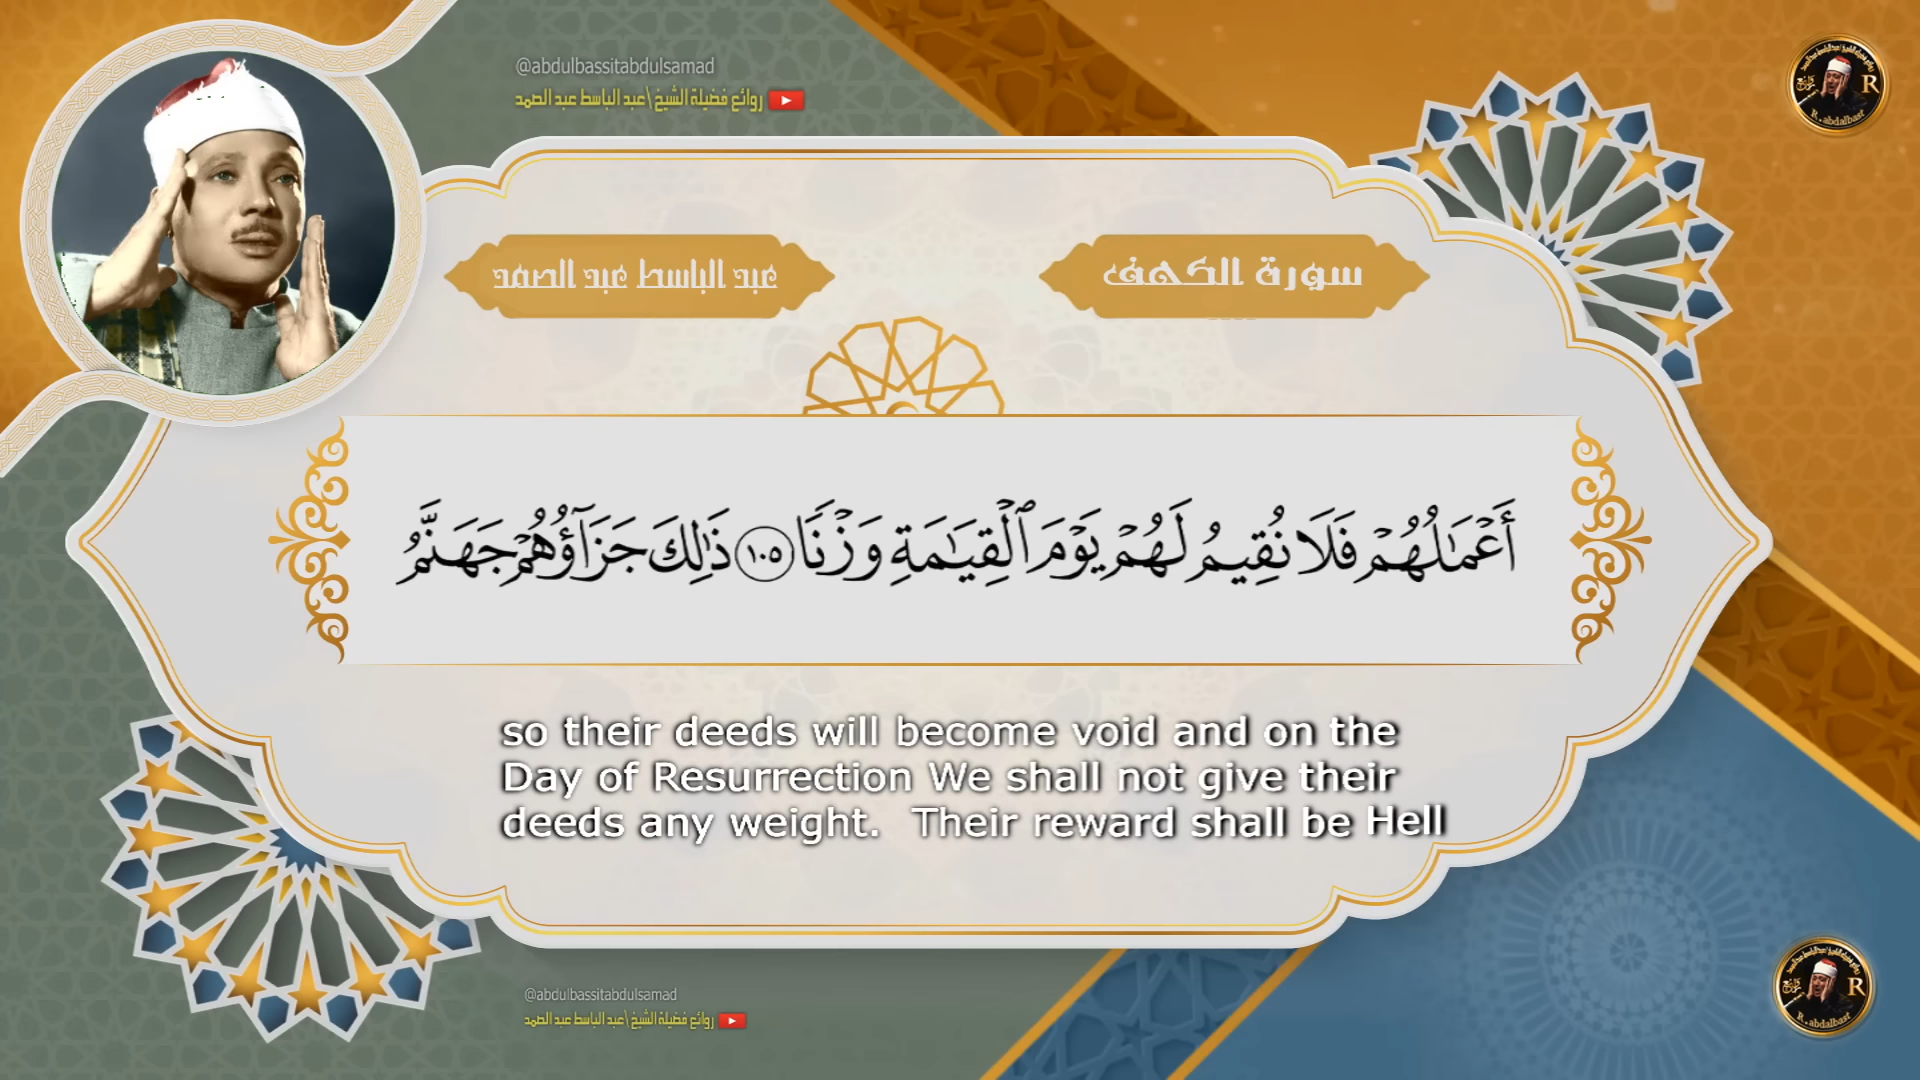 @abdulbassitabdulsamad
روائع فضيلة الشيخ \عبد الباسط عبد الصمد
سورة الكهف
عبد الباسط عبد الصمد
أَعْمَـٰلُهُمْ فَلَا نُقِيمُ لَهُمْ يَوْمَ ٱلْقِيَـٰمَةِ وَزْنًا ١٠٥ ذَٰلِكَ جَزَآؤُهُمْ جَهَنَّمُ
so their deeds will become void and on the
Day of Resurrection We shall not give their
deeds any weight. Their reward shall be Hell
@abdulbassitabdulsamad
روائع فضيلة الشيخ \عبد الباسط عبد الصمد
R
R.abdalbast
R
R.abdalbast